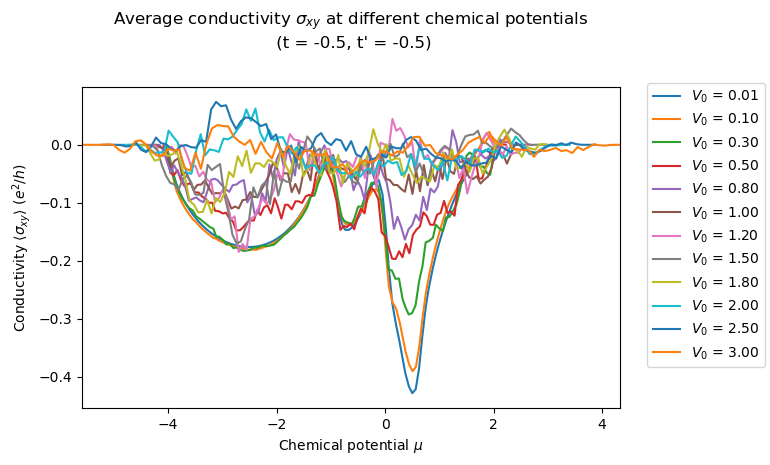 Average conductivity σxy at different chemical potentials
(t = -0.5, t' = -0.5)
Conductivity ⟨σxy⟩ (e²/h)
0.0
−0.1
−0.2
−0.3
−0.4
−4
−2
0
2
4
Chemical potential μ
V0 = 0.01
V0 = 0.10
V0 = 0.30
V0 = 0.50
V0 = 0.80
V0 = 1.00
V0 = 1.20
V0 = 1.50
V0 = 1.80
V0 = 2.00
V0 = 2.50
V0 = 3.00